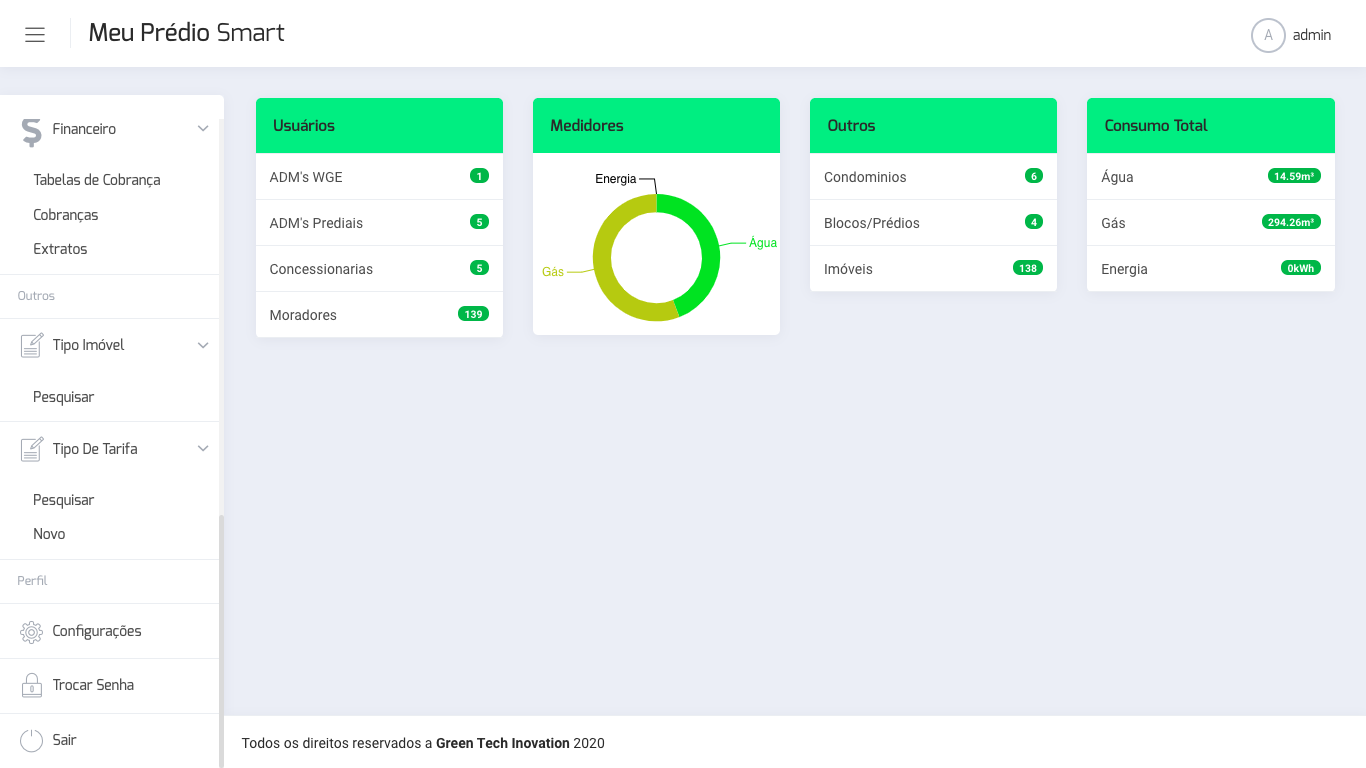 Meu Prédio Smart
A admin
Financeiro
Tabelas de Cobrança
Cobranças
Extratos
Outros
Tipo Imóvel
Pesquisar
Tipo De Tarifa
Pesquisar
Novo
Perfil
Configurações
Trocar Senha
Sair
Usuários
ADM's WGE 1
ADM's Prediais 5
Concessionarias 5
Moradores 139
Medidores
Energia
Água
Gás
Outros
Condominios 6
Blocos/Prédios 4
Imóveis 138
Consumo Total
Água 14.59m³
Gás 294.26m³
Energia 0kWh
Todos os direitos reservados a Green Tech Inovation 2020